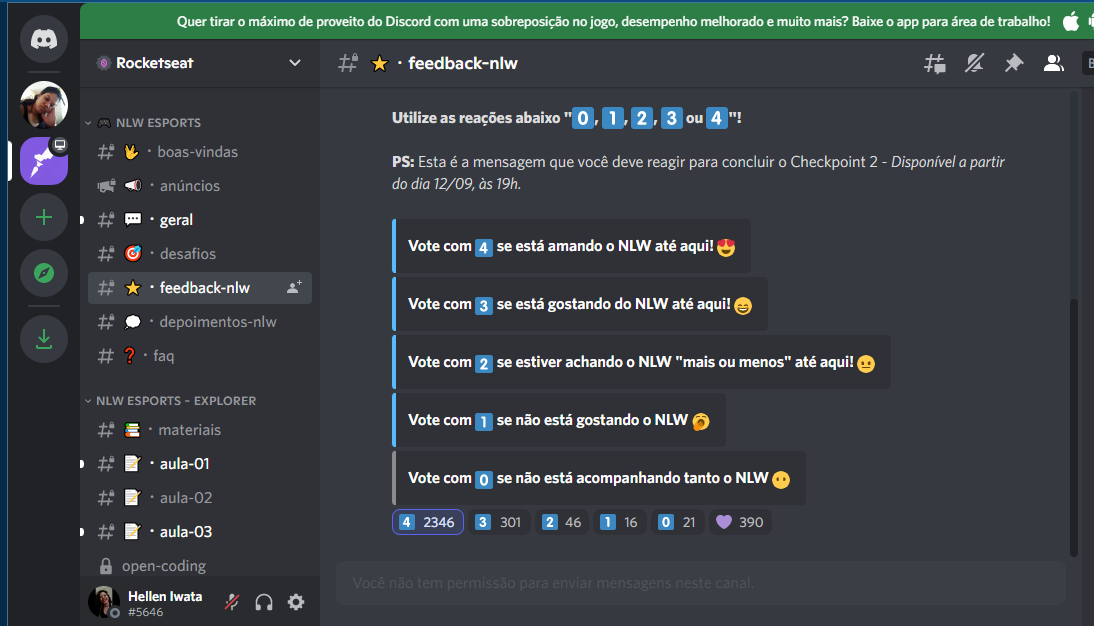 Quer tirar o máximo de proveito do Discord com uma sobreposição no jogo, desempenho melhorado e muito mais? Baixe o app para área de trabalho!
Rocketseat
NLW ESPORTS
boas-vindas
anúncios
geral
desafios
feedback-nlw
depoimentos-nlw
faq
NLW ESPORTS – EXPLORER
materiais
aula-01
aula-02
aula-03
open-coding
Hellen Iwata
#5646
feedback-nlw
Utilize as reações abaixo "0, 1, 2, 3 ou 4"!
PS: Esta é a mensagem que você deve reagir para concluir o Checkpoint 2 - Disponível a partir
do dia 12/09, às 19h.
Vote com 4 se está amando o NLW até aqui!
Vote com 3 se está gostando do NLW até aqui!
Vote com 2 se estiver achando o NLW "mais ou menos" até aqui!
Vote com 1 se não está gostando o NLW
Vote com 0 se não está acompanhando tanto o NLW
4 2346 3 301 2 46 1 16 0 21 390
Você não tem permissão para enviar mensagens neste canal.